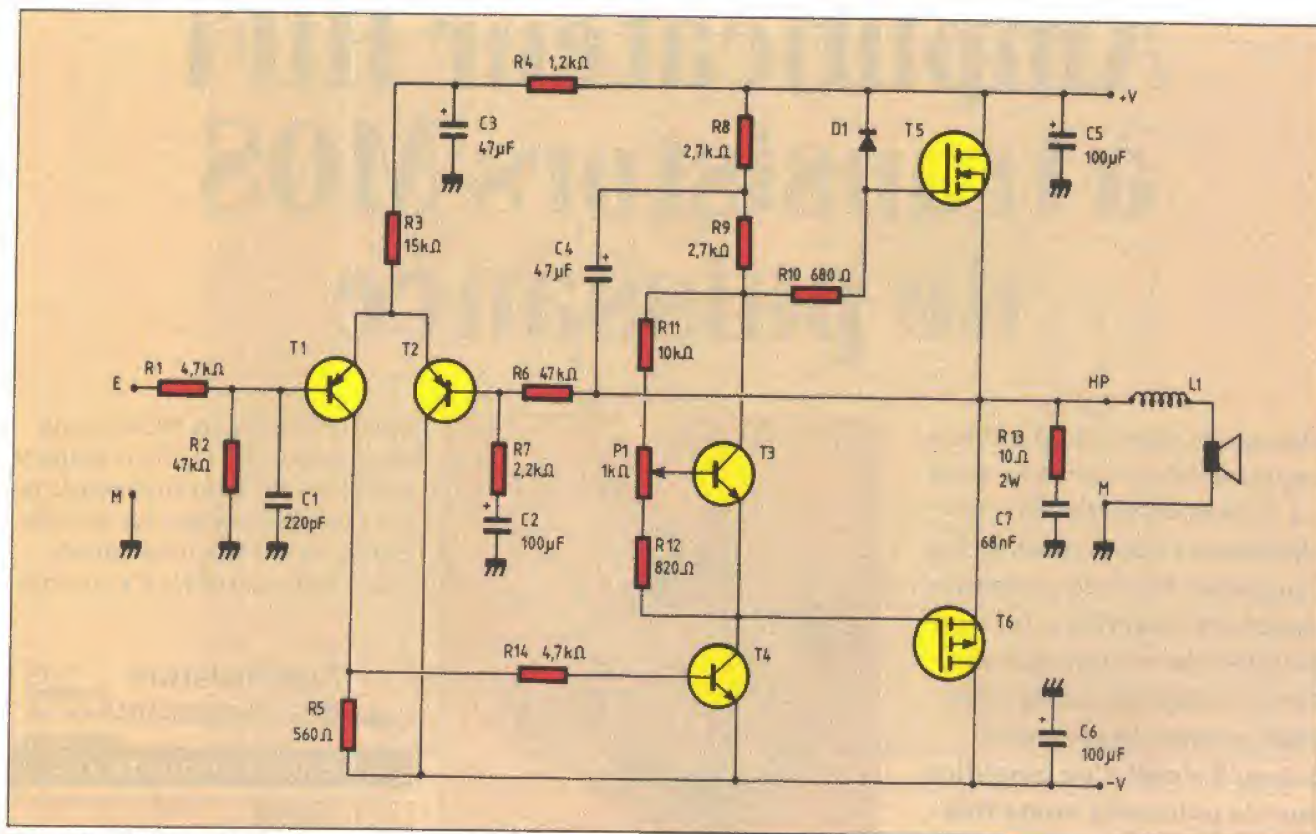 R4 1,2kΩ
+V
C3
47µF
R8
2,7kΩ
D1
T5
C5
100µF
R3
15kΩ
C4
47µF
R9
2,7kΩ
R10 680Ω
R11
10kΩ
E
R1 4,7kΩ
T1
T2
R6 47kΩ
HP
L1
R2
47kΩ
C1
220pF
R7
2,2kΩ
C2
100µF
P1
1kΩ
T3
R13
10Ω
2W
M
M
C7
68nF
R12
820Ω
T6
R14 4,7kΩ
T4
R5
560Ω
C6
100µF
-V